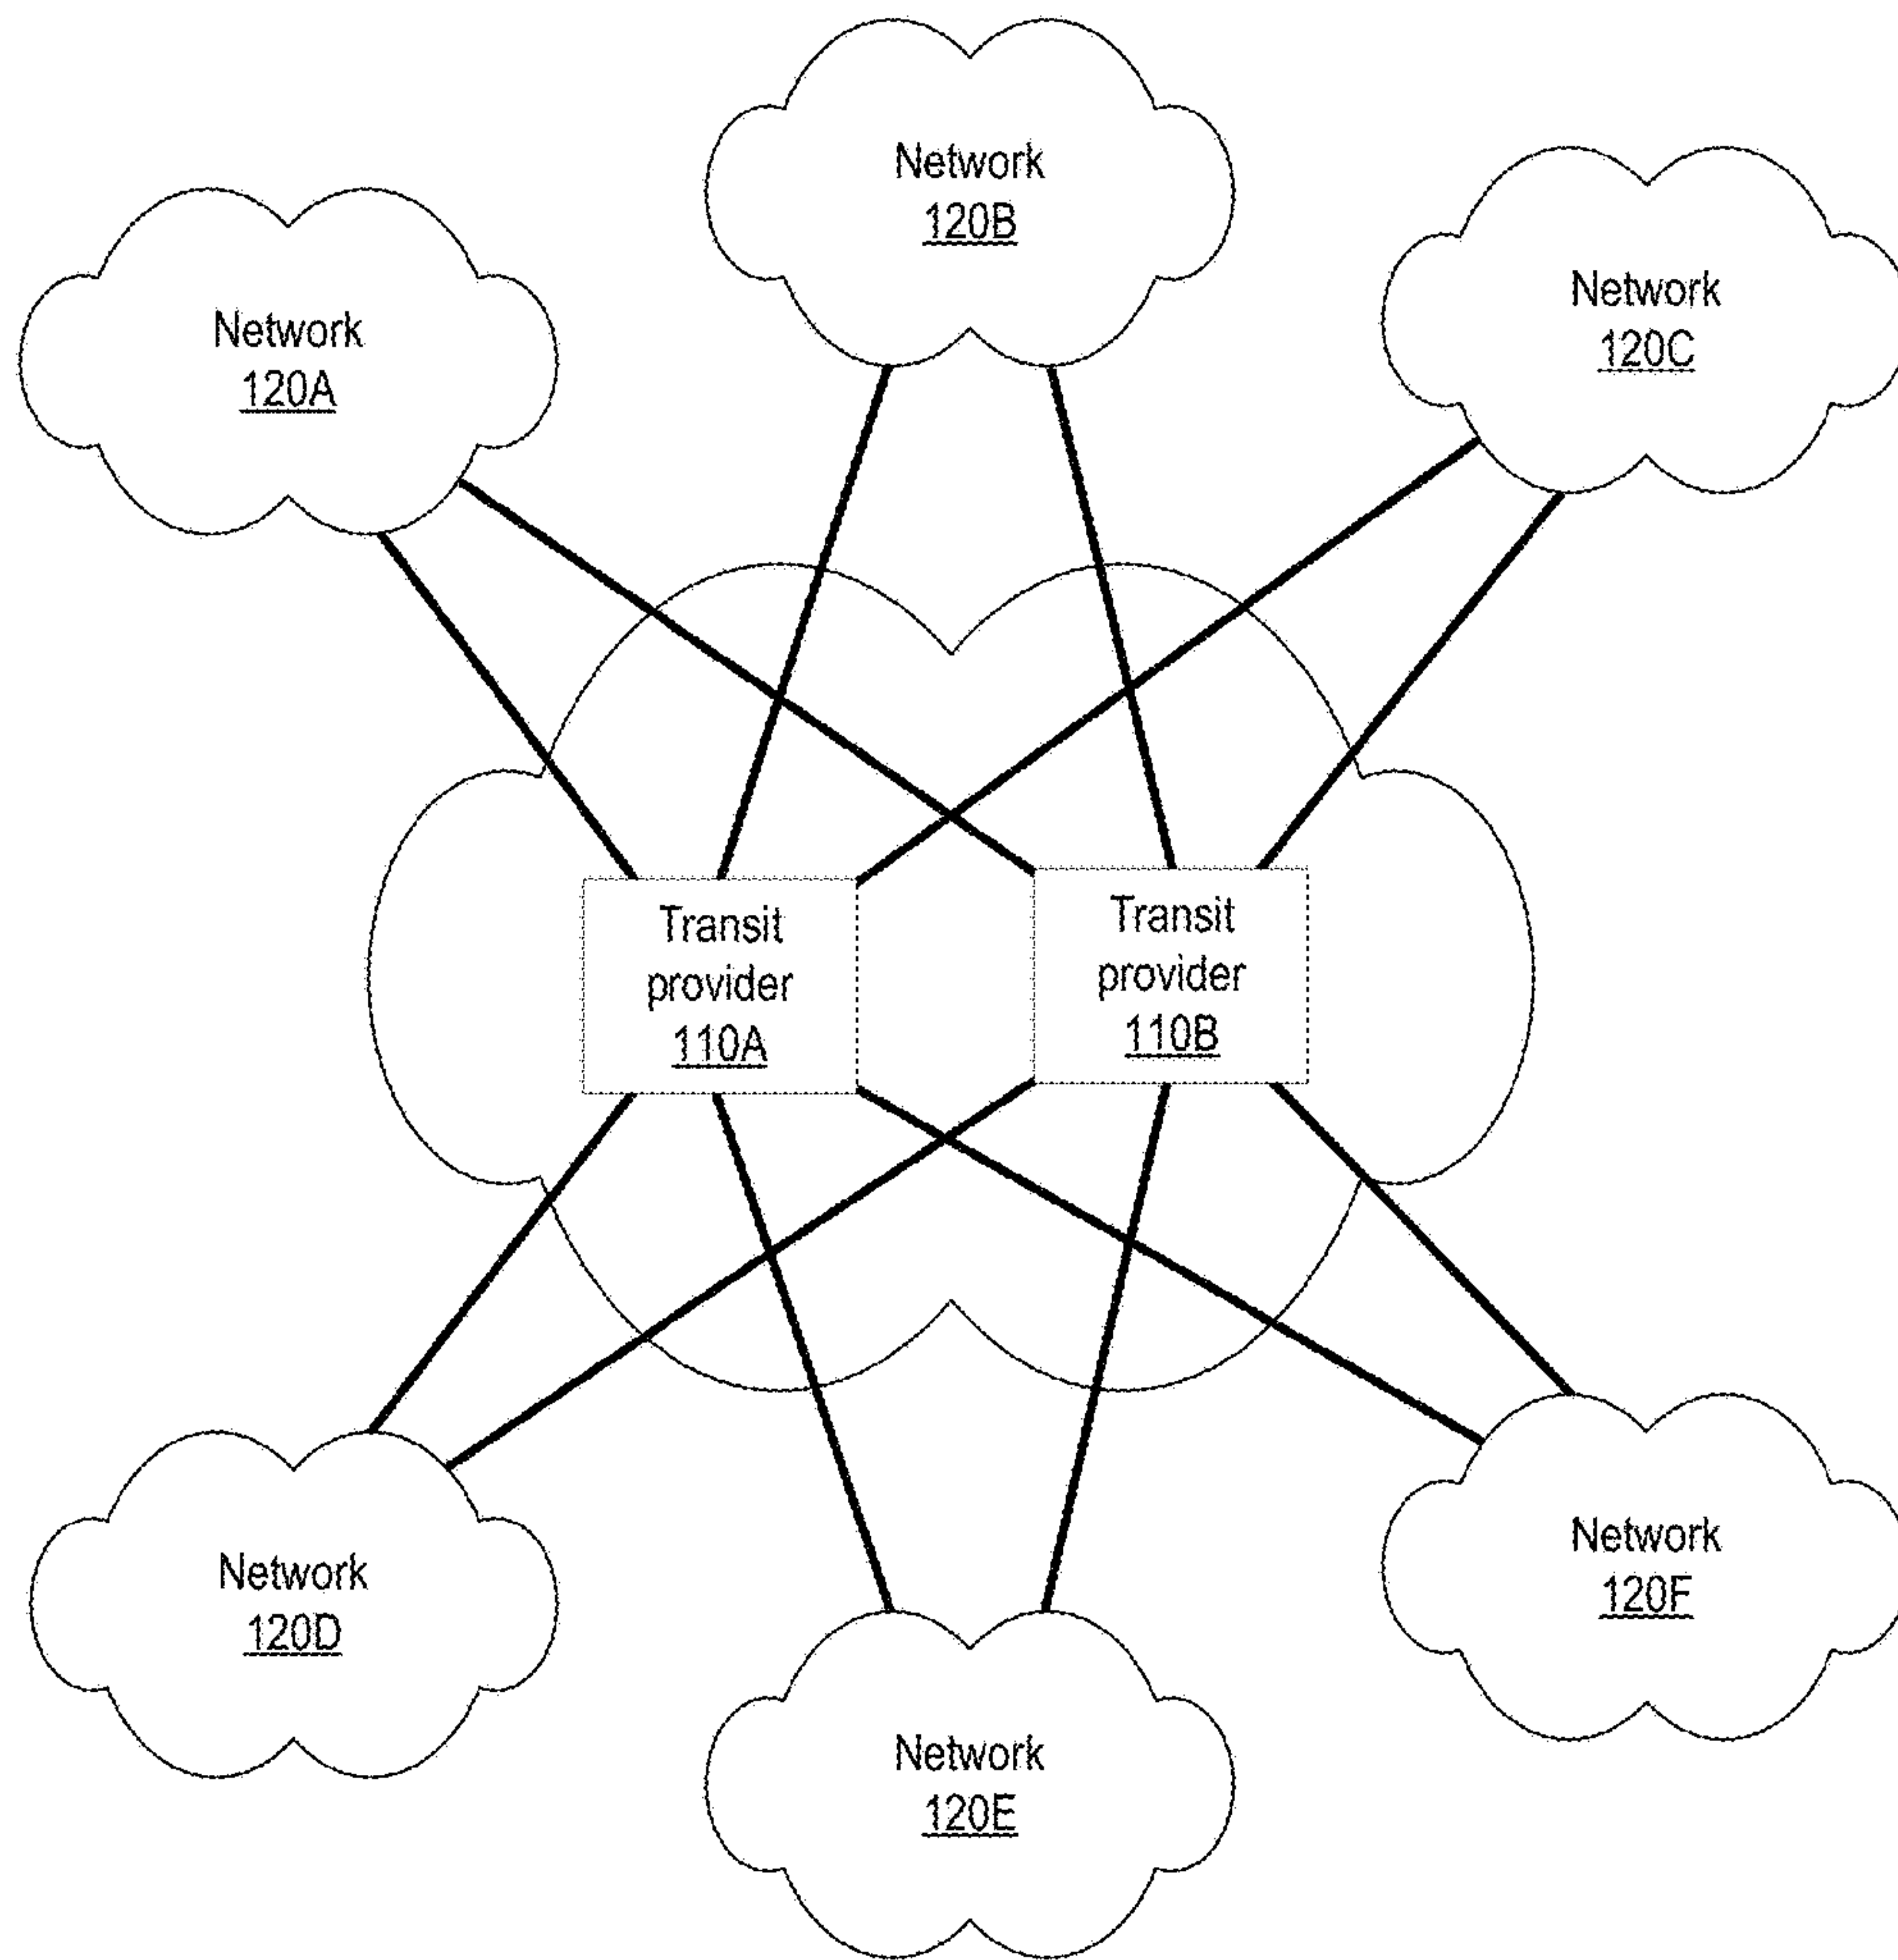 Network
120B
Network
120C
Network
120A
Transit
provider
110A
Transit
provider
110B
Network
120D
Network
120F
Network
120E